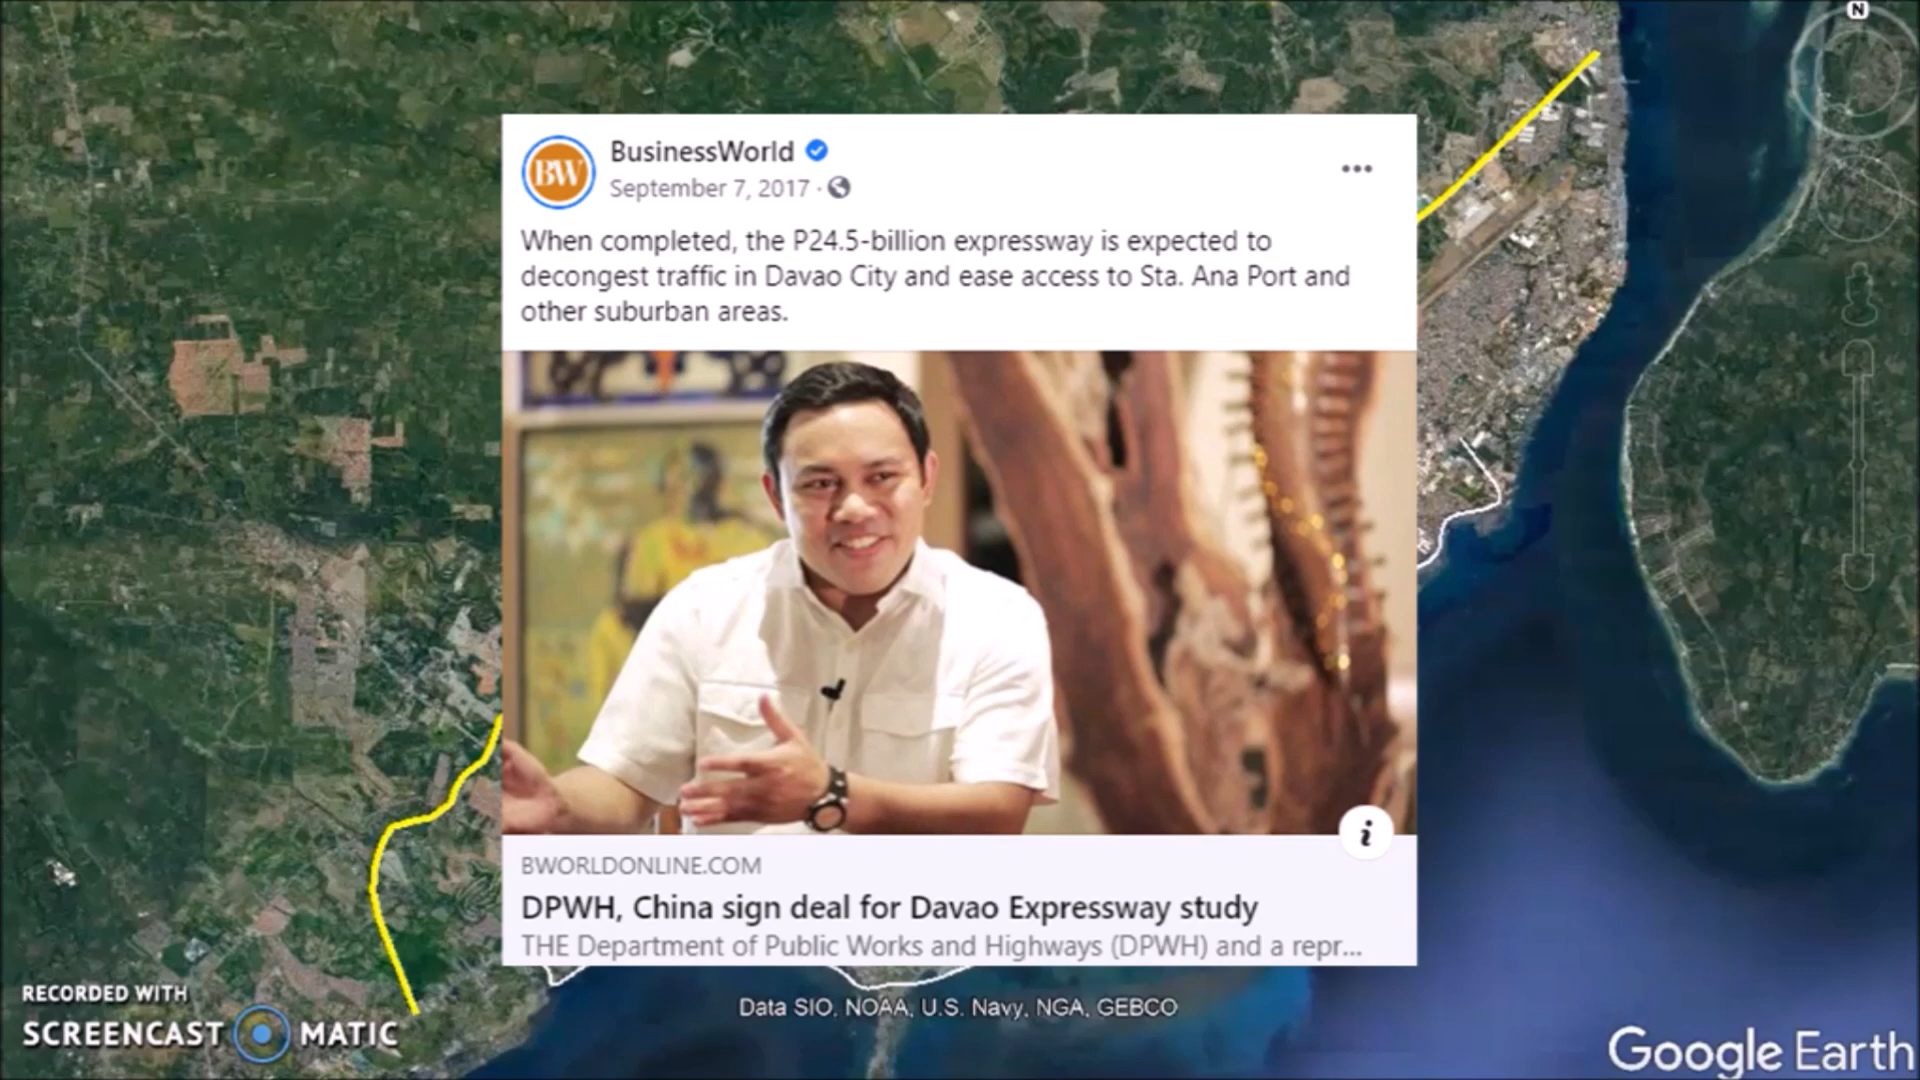 N
BW
BusinessWorld
September 7, 2017 ·
When completed, the P24.5-billion expressway is expected to
decongest traffic in Davao City and ease access to Sta. Ana Port and
other suburban areas.
i
BWORLDONLINE.COM
DPWH, China sign deal for Davao Expressway study
THE Department of Public Works and Highways (DPWH) and a repr...
RECORDED WITH
SCREENCAST MATIC
Data SIO, NOAA, U.S. Navy, NGA, GEBCO
Google Earth